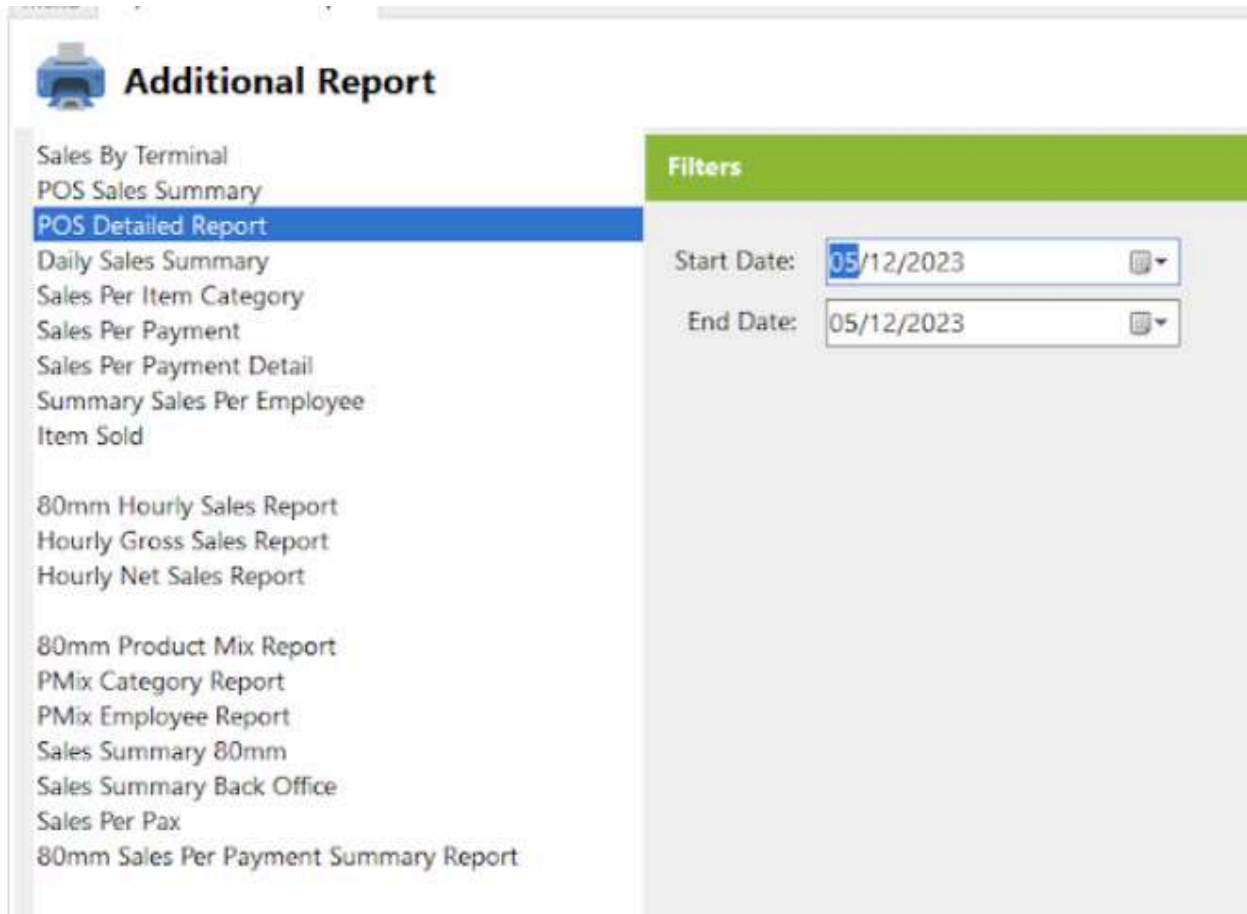 Additional Report
Sales By Terminal
POS Sales Summary
POS Detailed Report
Daily Sales Summary
Sales Per Item Category
Sales Per Payment
Sales Per Payment Detail
Summary Sales Per Employee
Item Sold
80mm Hourly Sales Report
Hourly Gross Sales Report
Hourly Net Sales Report
80mm Product Mix Report
PMix Category Report
PMix Employee Report
Sales Summary 80mm
Sales Summary Back Office
Sales Per Pax
80mm Sales Per Payment Summary Report
Filters
Start Date: 05/12/2023
End Date: 05/12/2023